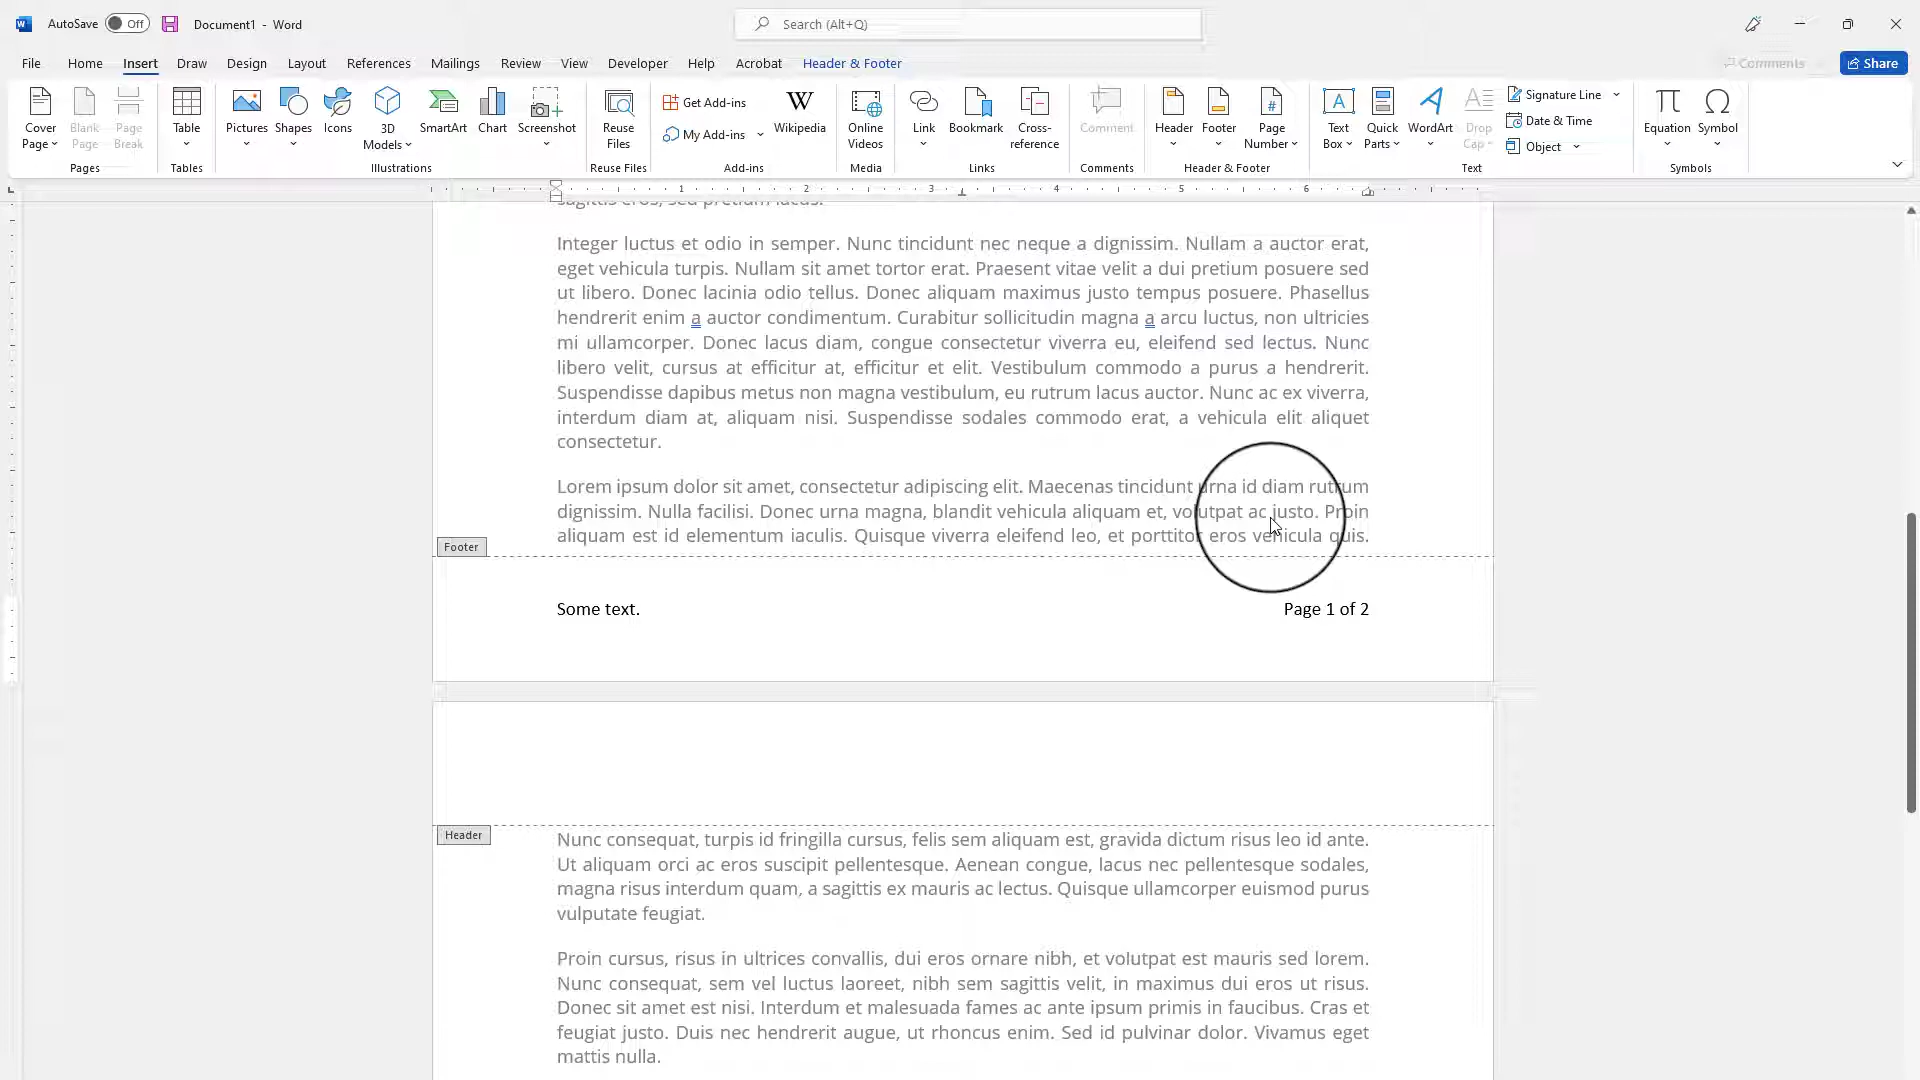 AutoSave Off Document1 - Word Search (Alt+Q)
File Home Insert Draw Design Layout References Mailings Review View Developer Help Acrobat Header & Footer Comments Share
Cover Page Blank Page Page Break Table Pictures Shapes Icons 3D Models SmartArt Chart Screenshot Reuse Files Get Add-ins My Add-ins Wikipedia Online Videos Link Bookmark Cross-reference Comment Header Footer Page Number Text Box Quick Parts WordArt Drop Cap Signature Line Date & Time Object Equation Symbol
Pages Tables Illustrations Reuse Files Add-ins Media Links Comments Header & Footer Text Symbols
1 2 3 4 5 6
sagittis eros, sed pretium lacus.
Integer luctus et odio in semper. Nunc tincidunt nec neque a dignissim. Nullam a auctor erat,
eget vehicula turpis. Nullam sit amet tortor erat. Praesent vitae velit a dui pretium posuere sed
ut libero. Donec lacinia odio tellus. Donec aliquam maximus justo tempus posuere. Phasellus
hendrerit enim a auctor condimentum. Curabitur sollicitudin magna a arcu luctus, non ultricies
mi ullamcorper. Donec lacus diam, congue consectetur viverra eu, eleifend sed lectus. Nunc
libero velit, cursus at efficitur at, efficitur et elit. Vestibulum commodo a purus a hendrerit.
Suspendisse dapibus metus non magna vestibulum, eu rutrum lacus auctor. Nunc ac ex viverra,
interdum diam at, aliquam nisi. Suspendisse sodales commodo erat, a vehicula elit aliquet
consectetur.
Lorem ipsum dolor sit amet, consectetur adipiscing elit. Maecenas tincidunt urna id diam rutrum
dignissim. Nulla facilisi. Donec urna magna, blandit vehicula aliquam et, volutpat ac justo. Proin
aliquam est id elementum iaculis. Quisque viverra eleifend leo, et porttitor eros vehicula quis.
Footer
Some text. Page 1 of 2
Header
Nunc consequat, turpis id fringilla cursus, felis sem aliquam est, gravida dictum risus leo id ante.
Ut aliquam orci ac eros suscipit pellentesque. Aenean congue, lacus nec pellentesque sodales,
magna risus interdum quam, a sagittis ex mauris ac lectus. Quisque ullamcorper euismod purus
vulputate feugiat.
Proin cursus, risus in ultrices convallis, dui eros ornare nibh, et volutpat est mauris sed lorem.
Nunc consequat, sem vel luctus laoreet, nibh sem sagittis velit, in maximus dui eros ut risus.
Donec sit amet est nisi. Interdum et malesuada fames ac ante ipsum primis in faucibus. Cras et
feugiat justo. Duis nec hendrerit augue, ut rhoncus enim. Sed id pulvinar dolor. Vivamus eget
mattis nulla.